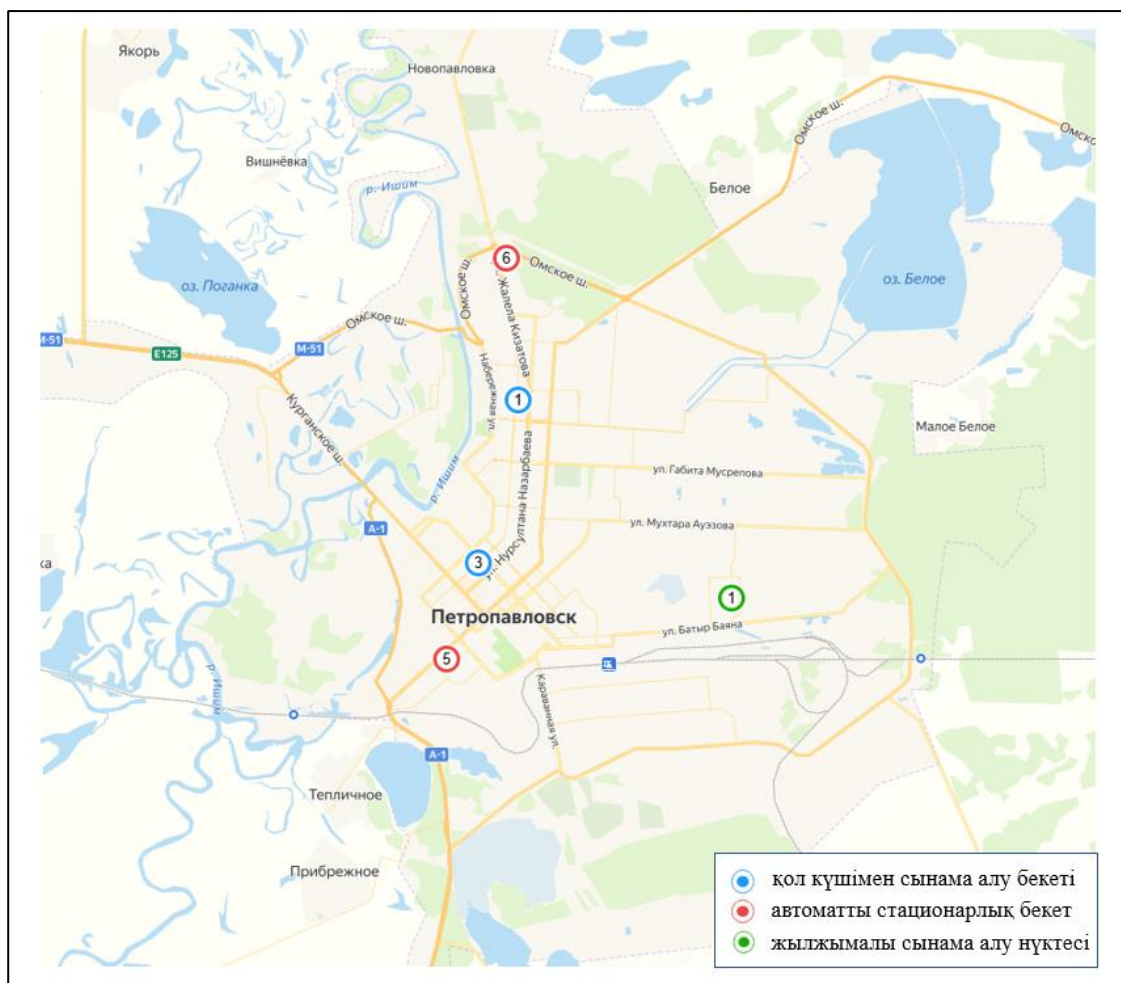 Якорь
Новопавловка
Омское ш.
Омско
Вишнёвка
р. Ишим
Белое
6
Омское ш.
оз. Поганка
оз. Белое
Омское ш.
Жалела Кизатова
Омское ш.
М-51
Е125
М-51
Набережная ул.
1
Курганское ш.
Малое Белое
р. Ишим
ул. Габита Мусрепова
ул. Нурсултана Назарбаева
А-1
ул. Мухтара Ауэзова
ка
3
1
Петропавловск
ул. Батыр Баяна
5
р. Ишим
Караванная ул.
А-1
Тепличное
Прибрежное
қол күшімен сынама алу бекеті
автоматты стационарлық бекет
жылжымалы сынама алу нүктесі